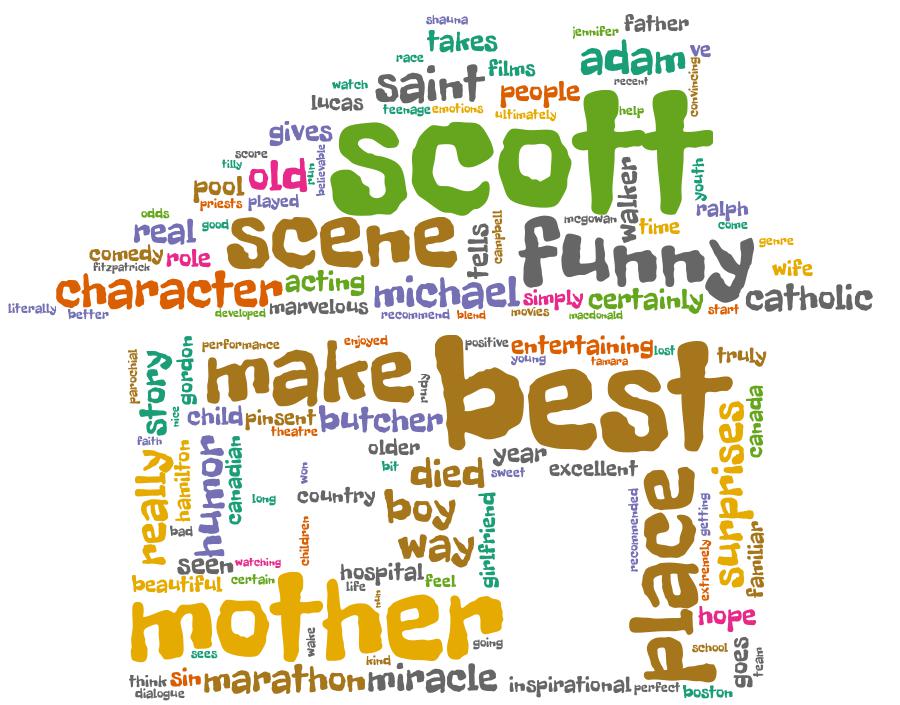 shauna
father
jennifer
takes
adam
ve
race
films
recent
convincing
watch
saint
people
lucas
teenage
emotions
ultimately
help
gives
scott
score
tilly
old
run
believable
walker
youth
pool
priests
played
ralph
odds
good
mcgowan
come
real
scene
tells
campbell
funny
time
genre
comedy
role
fitzpatrick
wife
character
acting
michael
simply
certainly
catholic
literally
better
developed
marvelous
recommend
blend
movies
macdonald
start
parochial
story
gordon
performance
enjoyed
positive
entertaining
lost
truly
make
rudy
best
young
tamara
nice
child
pinsent
butcher
theatre
canada
faith
older
year
really
hamilton
humor
canadian
won
bit
died
sweet
excellent
surprises
long
country
boy
girlfriend
recommended
place
getting
bad
children
way
extremely
familiar
seen
watching
hospital
beautiful
certain
life
feel
mother
nun
hope
sees
wake
kind
going
school
goes
team
think
sin
marathon
miracle
inspirational
perfect
boston
dialogue